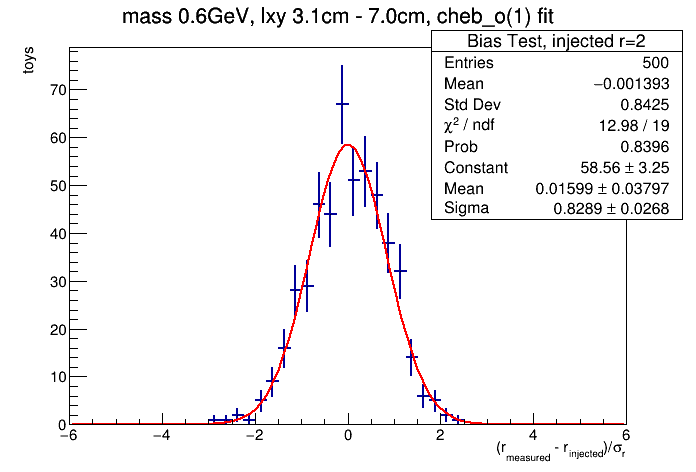 mass 0.6GeV, lxy 3.1cm - 7.0cm, cheb_o(1) fit
toys
Bias Test, injected r=2
Entries 500
Mean −0.001393
Std Dev 0.8425
χ² / ndf 12.98 / 19
Prob 0.8396
Constant 58.56 ± 3.25
Mean 0.01599 ± 0.03797
Sigma 0.8289 ± 0.0268
70
60
50
40
30
20
10
0
−6 −4 −2 0 2 4 6
(r_measured - r_injected)/σ_r